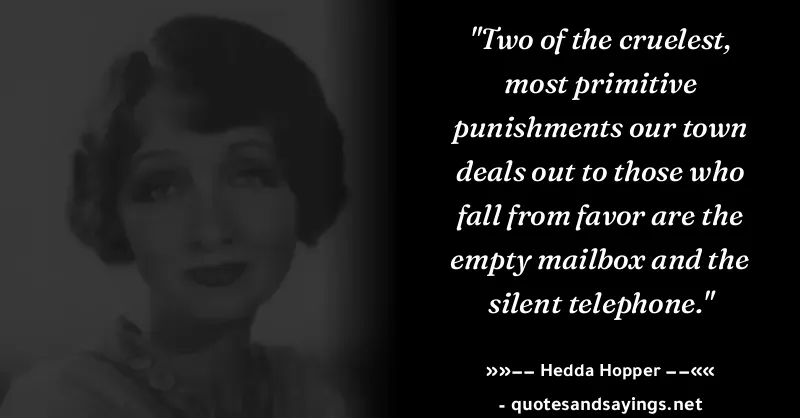 "Two of the cruelest,
most primitive
punishments our town
deals out to those who
fall from favor are the
empty mailbox and the
silent telephone."
»»–– Hedda Hopper ––««
- quotesandsayings.net